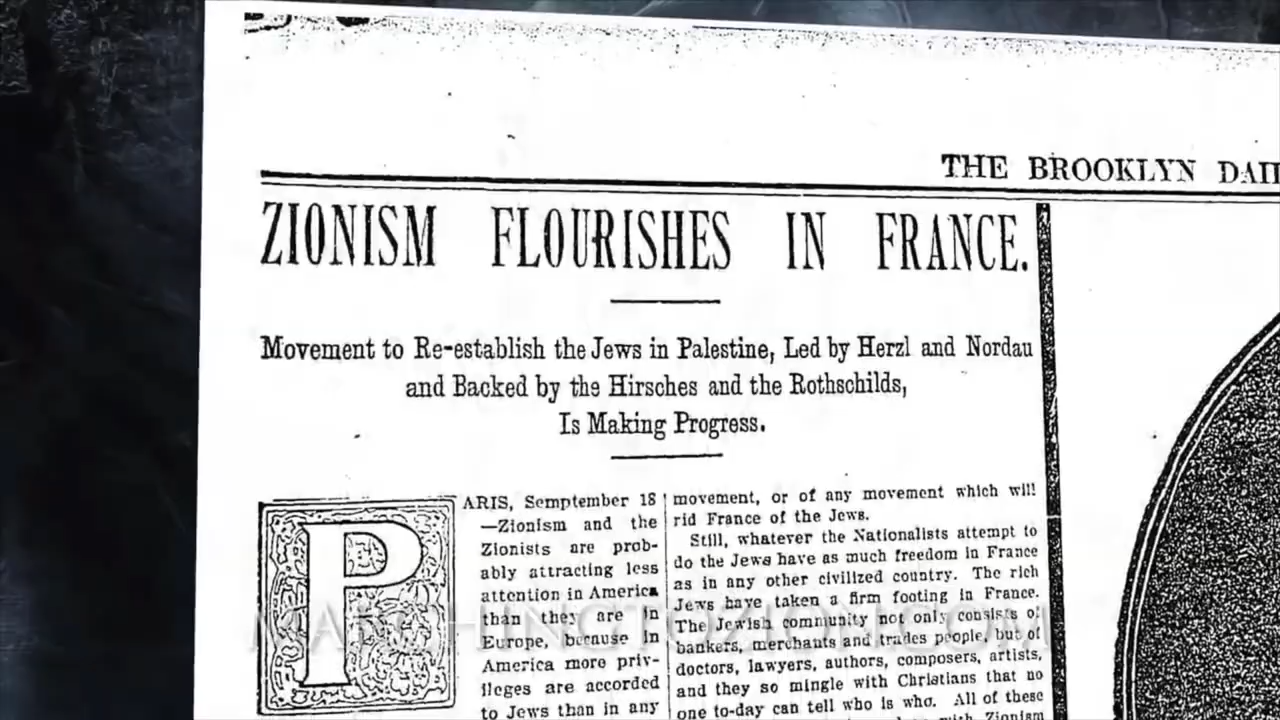 THE BROOKLYN DAI
ZIONISM FLOURISHES IN FRANCE.
Movement to Re-establish the Jews in Palestine, Led by Herzl and Nordau
and Backed by the Hirsches and the Rothschilds,
Is Making Progress.
PARIS, Semptember 18
—Zionism and the
Zionists are prob-
ably attracting less
attention in America
than they are in
Europe, because in
America more priv-
ileges are accorded
to Jews than in any
movement, or of any movement which will
rid France of the Jews.
Still, whatever the Nationalists attempt to
do the Jews have as much freedom in France
as in any other civilized country. The rich
Jews have taken a firm footing in France.
The Jewish community not only consists of
bankers, merchants and trades people, but of
doctors, lawyers, authors, composers, artists,
and they so mingle with Christians that no
one to-day can tell who is who. All of these
with Zionism
MARCHINGTOZION.COM